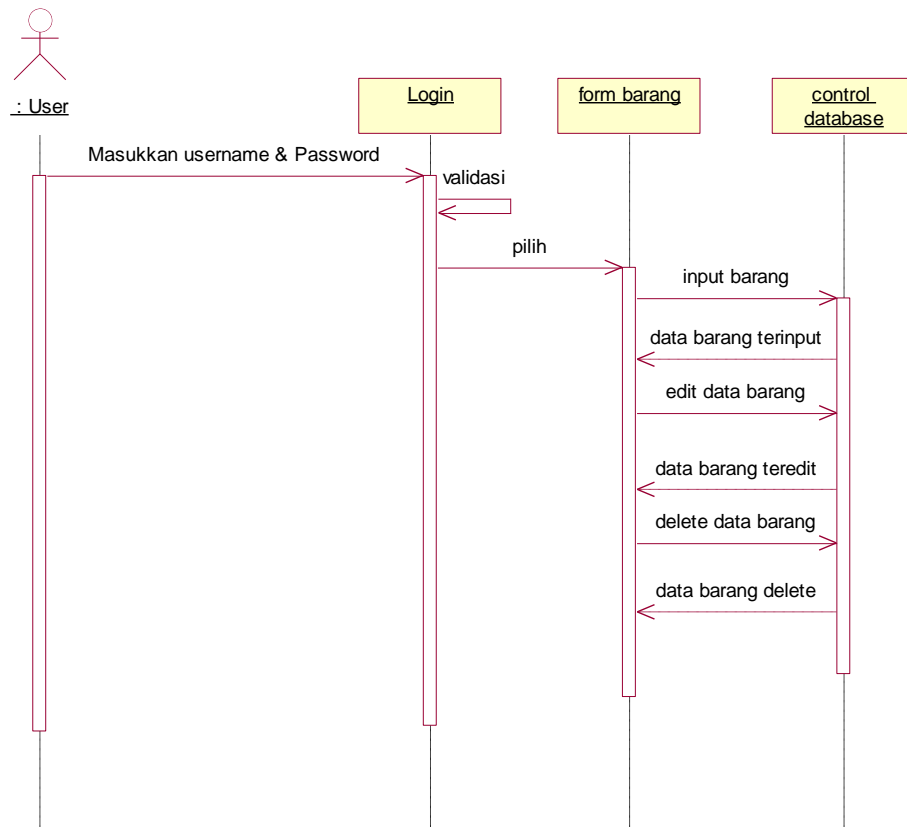 : User
Login
form barang
control
database
Masukkan username & Password
validasi
pilih
input barang
data barang terinput
edit data barang
data barang teredit
delete data barang
data barang delete